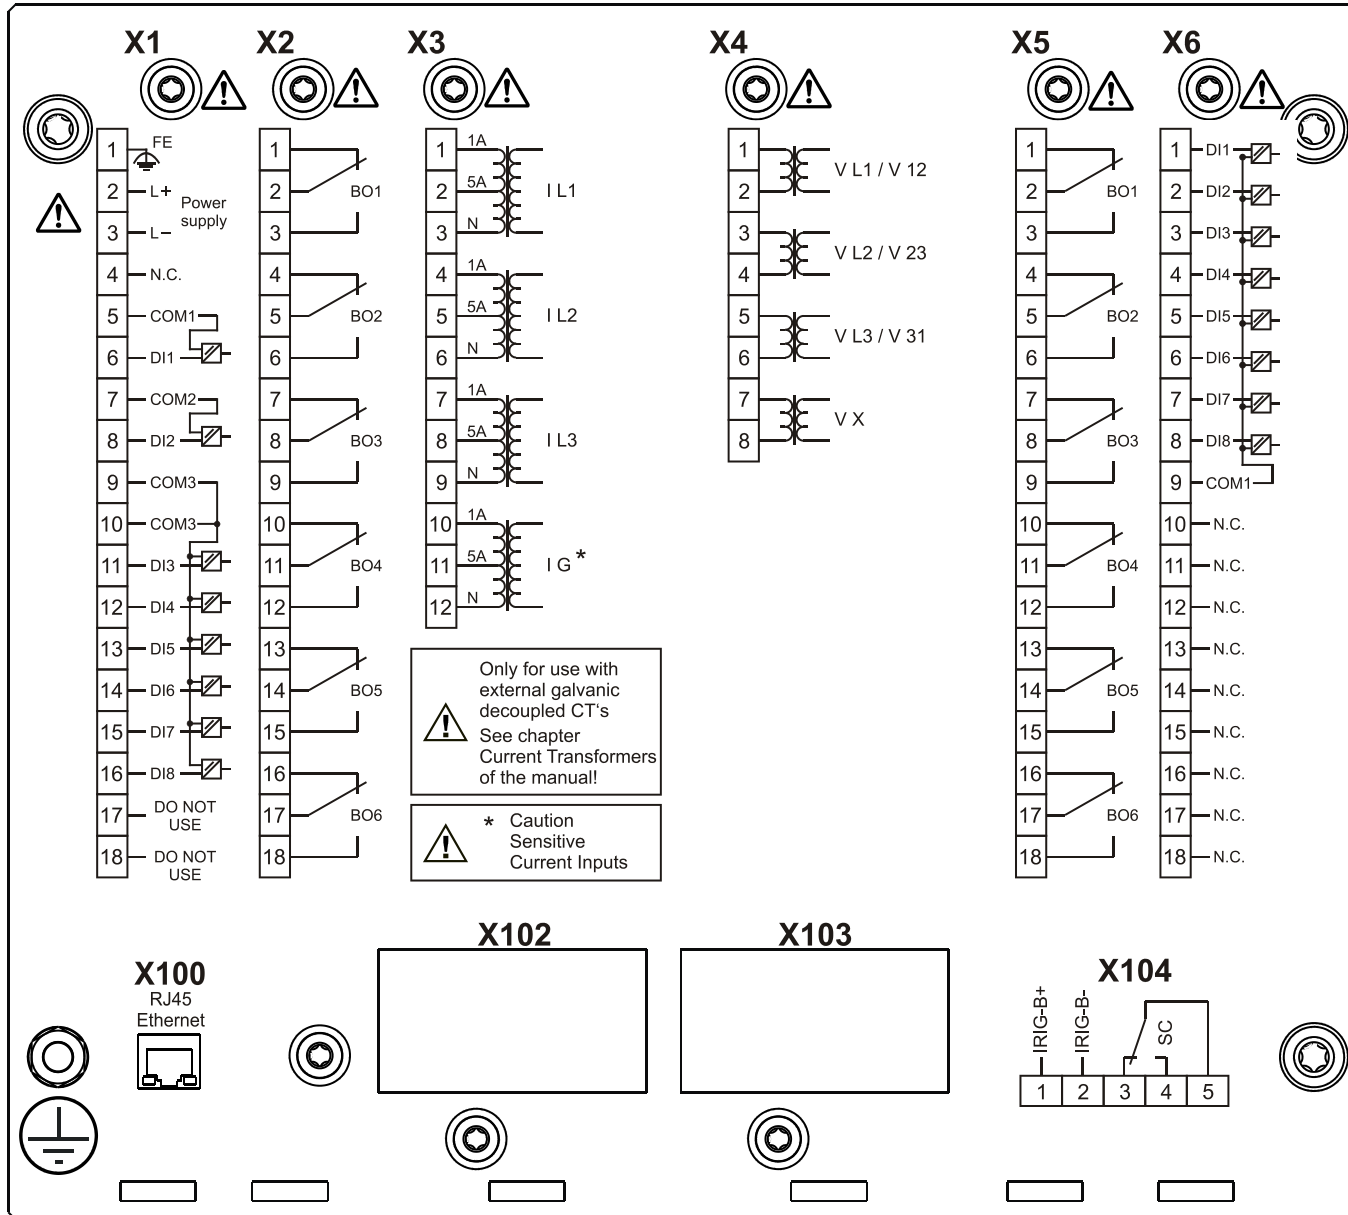 X1
X2
X3
X4
X5
X6
1 FE
2 L+
Power supply
3 L–
4 N.C.
5 COM1
6 DI1
7 COM2
8 DI2
9 COM3
10 COM3
11 DI3
12 DI4
13 DI5
14 DI6
15 DI7
16 DI8
17 DO NOT USE
18 DO NOT USE
1
2 BO1
3
4
5 BO2
6
7
8 BO3
9
10
11 BO4
12
13
14 BO5
15
16
17 BO6
18
1 1A
2 5A I L1
3 N
4 1A
5 5A I L2
6 N
7 1A
8 5A I L3
9 N
10 1A
11 5A I G *
12 N
Only for use with
external galvanic
decoupled CT‘s
See chapter
Current Transformers
of the manual!
* Caution
Sensitive
Current Inputs
1
V L1 / V 12
2
3
V L2 / V 23
4
5
V L3 / V 31
6
7
V X
8
1
2 BO1
3
4
5 BO2
6
7
8 BO3
9
10
11 BO4
12
13
14 BO5
15
16
17 BO6
18
1 DI1
2 DI2
3 DI3
4 DI4
5 DI5
6 DI6
7 DI7
8 DI8
9 COM1
10 N.C.
11 N.C.
12 N.C.
13 N.C.
14 N.C.
15 N.C.
16 N.C.
17 N.C.
18 N.C.
X100
RJ45
Ethernet
X102
X103
X104
IRIG-B+
IRIG-B-
SC
1 2 3 4 5